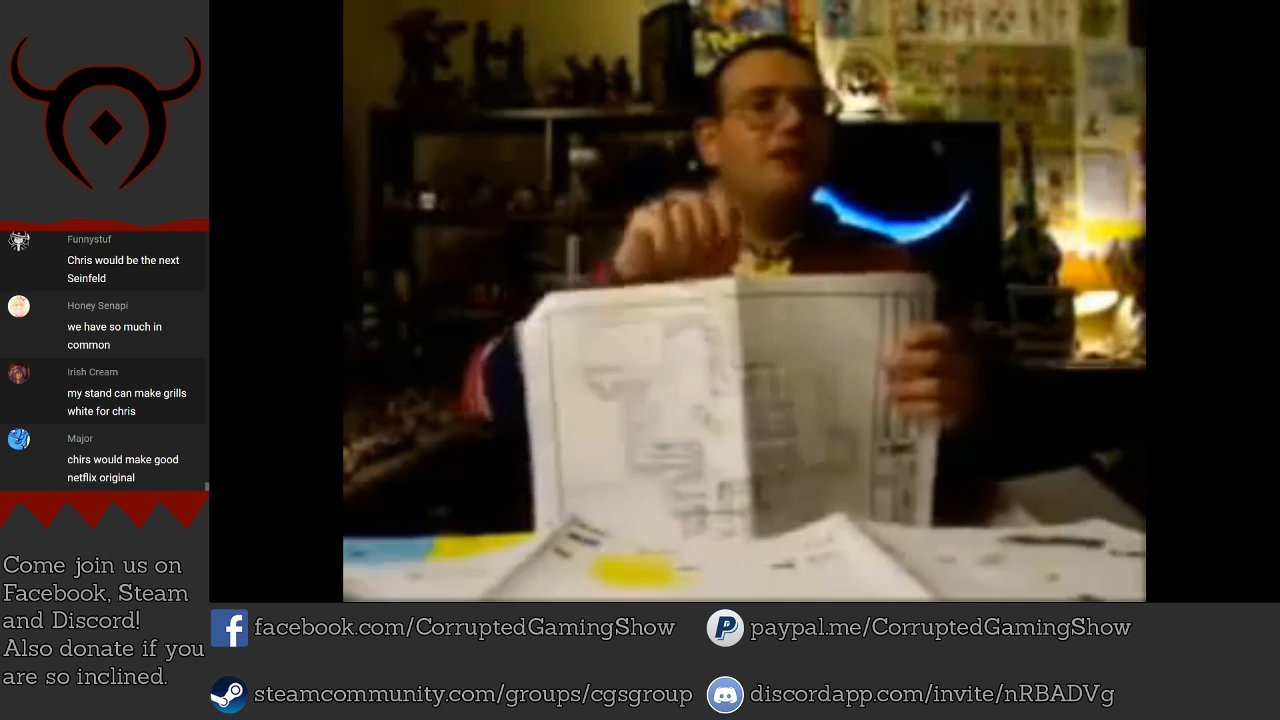 Funnystuf
Chris would be the next
Seinfeld
Honey Senapi
we have so much in
common
Irish Cream
my stand can make grills
white for chris
Major
chirs would make good
netflix original
Come join us on
Facebook, Steam
and Discord!
Also donate if you
are so inclined.
facebook.com/CorruptedGamingShow
paypal.me/CorruptedGamingShow
steamcommunity.com/groups/cgsgroup
discordapp.com/invite/nRBADVg